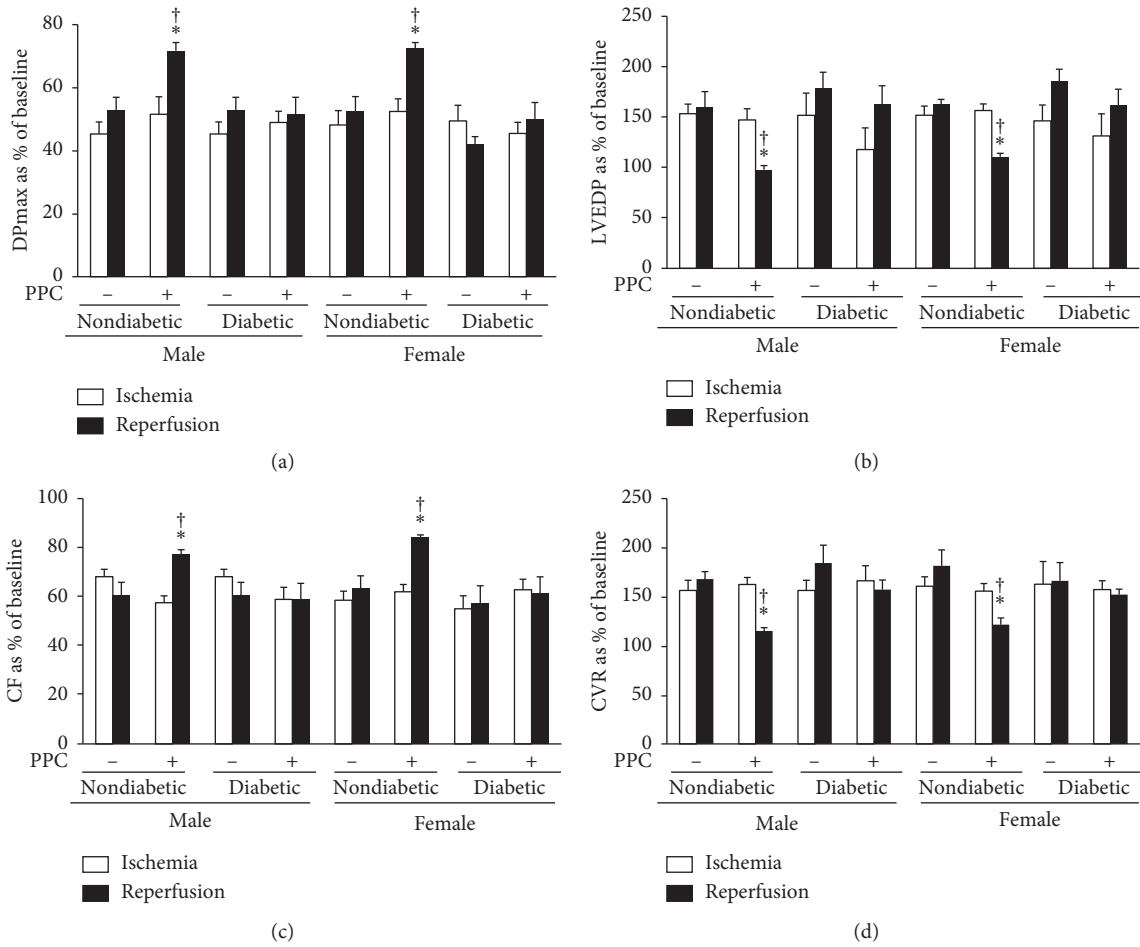 80
60
40
20
0
DPmax as % of baseline
†
*
†
*
PPC – + – + – + – +
Nondiabetic Diabetic Nondiabetic Diabetic
Male Female
Ischemia
Reperfusion
(a)
250
200
150
100
50
0
LVEDP as % of baseline
†
*
†
*
PPC – + – + – + – +
Nondiabetic Diabetic Nondiabetic Diabetic
Male Female
Ischemia
Reperfusion
(b)
100
80
60
40
20
0
CF as % of baseline
†
*
†
*
PPC – + – + – + – +
Nondiabetic Diabetic Nondiabetic Diabetic
Male Female
Ischemia
Reperfusion
(c)
250
200
150
100
50
0
CVR as % of baseline
†
*
†
*
PPC – + – + – + – +
Nondiabetic Diabetic Nondiabetic Diabetic
Male Female
Ischemia
Reperfusion
(d)